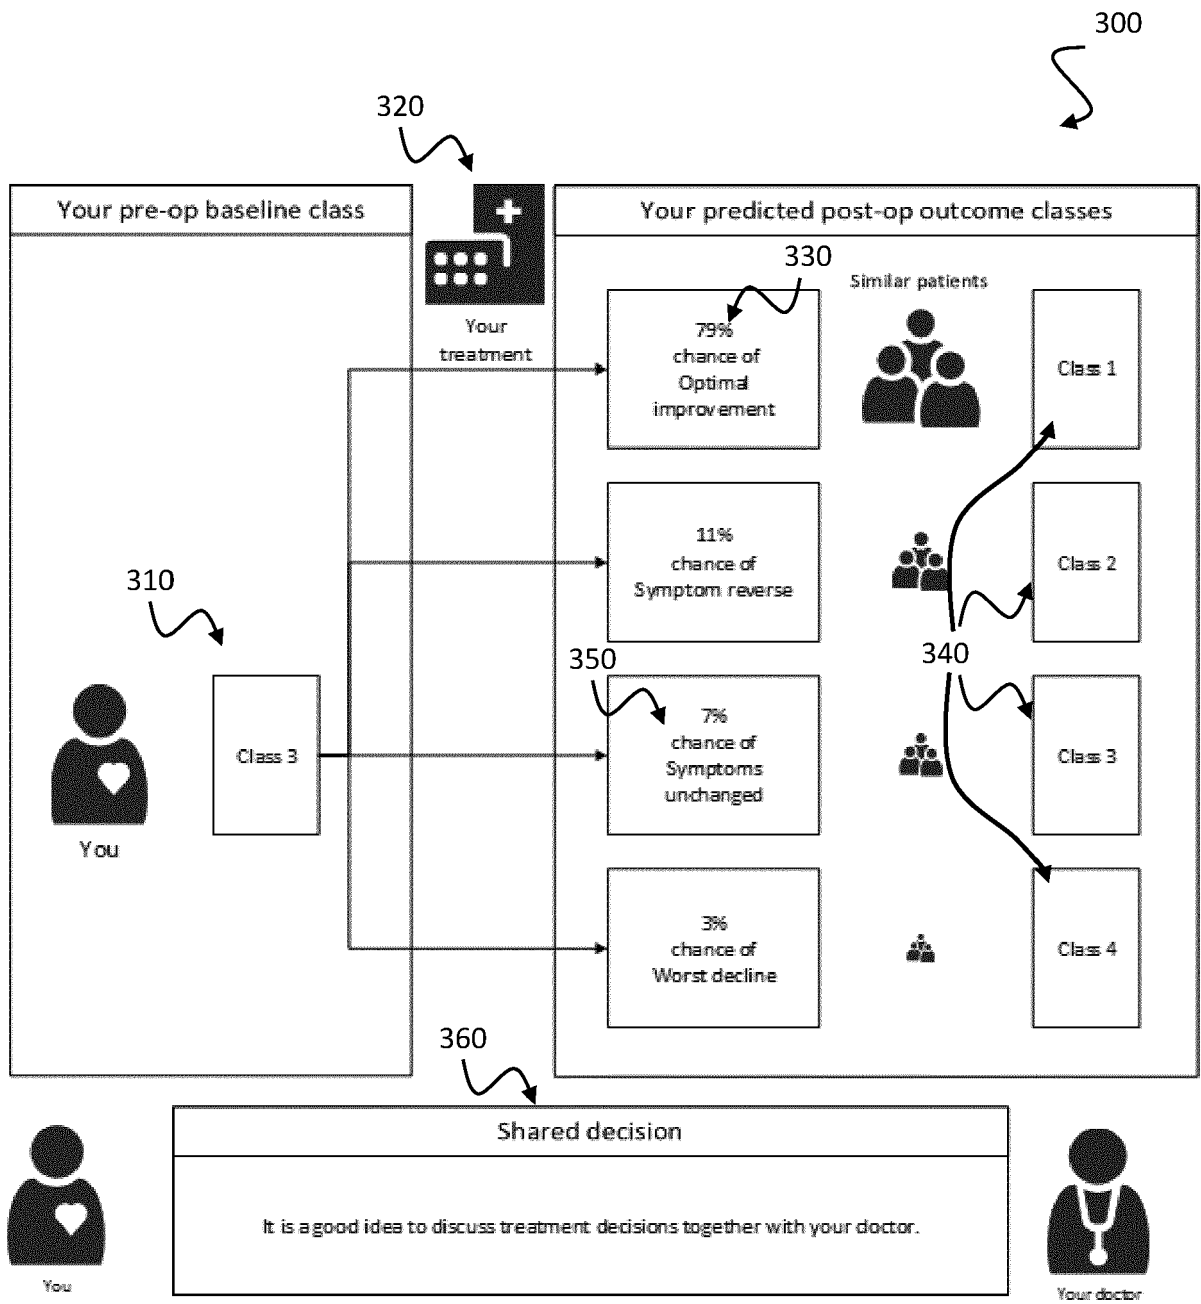 300
320
Your pre-op baseline class
Your predicted post-op outcome classes
Your
treatment
330
Similar patients
79%
chance of
Optimal
improvement
Class 1
11%
chance of
Symptom reverse
Class 2
310
350
340
You
Class 3
7%
chance of
Symptoms
unchanged
Class 3
3%
chance of
Worst decline
Class 4
360
Shared decision
It is a good idea to discuss treatment decisions together with your doctor.
You
Your doctor